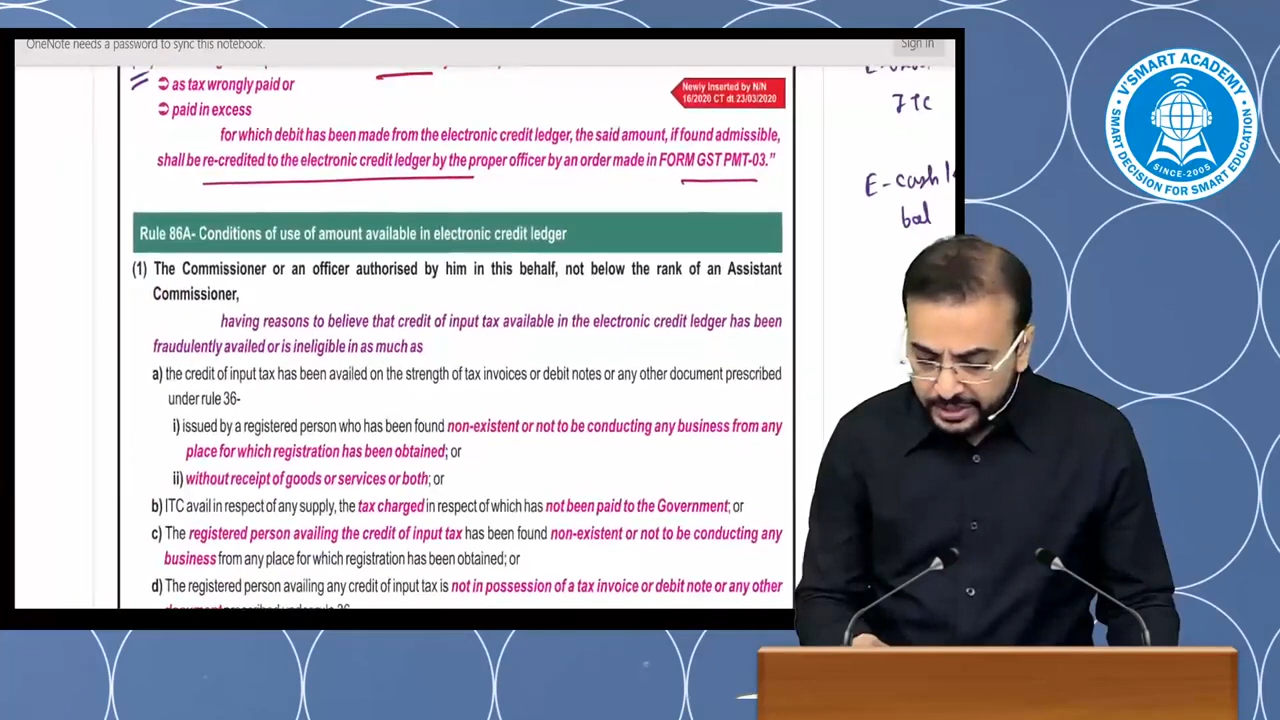 OneNote needs a password to sync this notebook.
Sign in
➲ as tax wrongly paid or
➲ paid in excess
Newly Inserted by N/N
16/2020 CT dt 23/03/2020
for which debit has been made from the electronic credit ledger, the said amount, if found admissible,
shall be re-credited to the electronic credit ledger by the proper officer by an order made in FORM GST PMT-03."
Rule 86A- Conditions of use of amount available in electronic credit ledger
(1) The Commissioner or an officer authorised by him in this behalf, not below the rank of an Assistant
Commissioner,
having reasons to believe that credit of input tax available in the electronic credit ledger has been
fraudulently availed or is ineligible in as much as
a) the credit of input tax has been availed on the strength of tax invoices or debit notes or any other document prescribed
under rule 36-
i) issued by a registered person who has been found non-existent or not to be conducting any business from any
place for which registration has been obtained; or
ii) without receipt of goods or services or both; or
b) ITC avail in respect of any supply, the tax charged in respect of which has not been paid to the Government; or
c) The registered person availing the credit of input tax has been found non-existent or not to be conducting any
business from any place for which registration has been obtained; or
d) The registered person availing any credit of input tax is not in possession of a tax invoice or debit note or any other
ITC
E-cash
bal
V'SMART ACADEMY
SINCE-2005
SMART DECISION FOR SMART EDUCATION